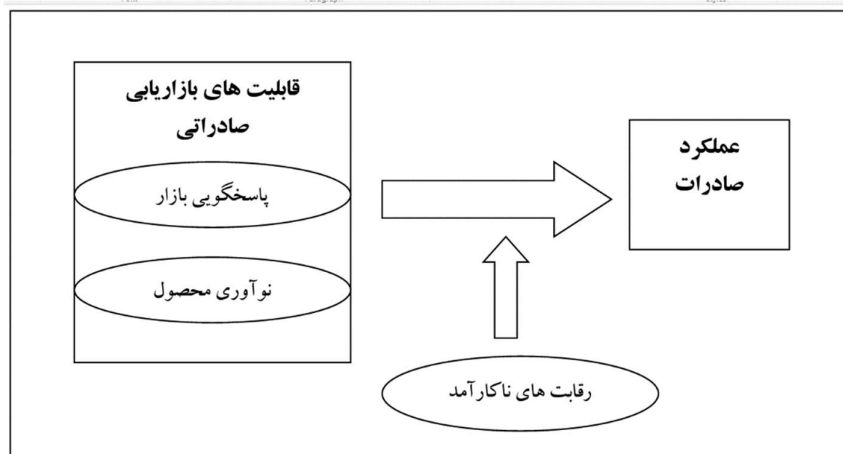 قابلیت های بازاریابی
صادراتی
پاسخگویی بازار
نوآوری محصول
عملکرد
صادرات
رقابت های ناکارآمد